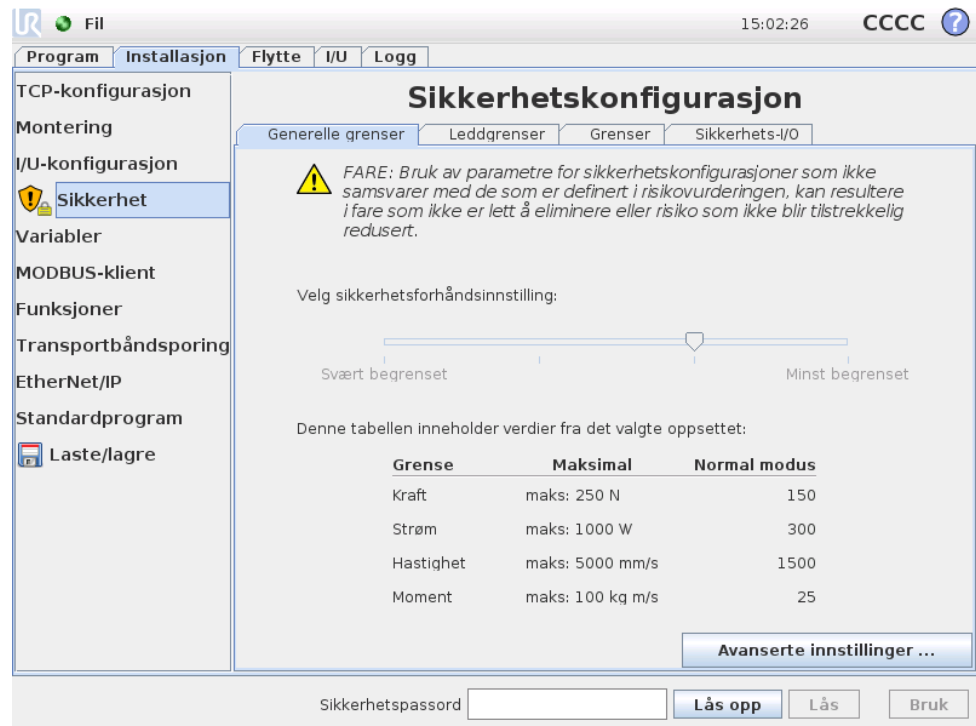 UR Fil 15:02:26 CCCC ?
Program Installasjon Flytte I/U Logg
TCP-konfigurasjon
Montering
I/U-konfigurasjon
Sikkerhet
Variabler
MODBUS-klient
Funksjoner
Transportbåndsporing
EtherNet/IP
Standardprogram
Laste/lagre
Sikkerhetskonfigurasjon
Generelle grenser Leddgrenser Grenser Sikkerhets-I/O
FARE: Bruk av parametre for sikkerhetskonfigurasjoner som ikke
samsvarer med de som er definert i risikovurderingen, kan resultere
i fare som ikke er lett å eliminere eller risiko som ikke blir tilstrekkelig
redusert.
Velg sikkerhetsforhåndsinnstilling:
Svært begrenset Minst begrenset
Denne tabellen inneholder verdier fra det valgte oppsettet:
Grense Maksimal Normal modus
Kraft maks: 250 N 150
Strøm maks: 1000 W 300
Hastighet maks: 5000 mm/s 1500
Moment maks: 100 kg m/s 25
Avanserte innstillinger ...
Sikkerhetspassord Lås opp Lås Bruk